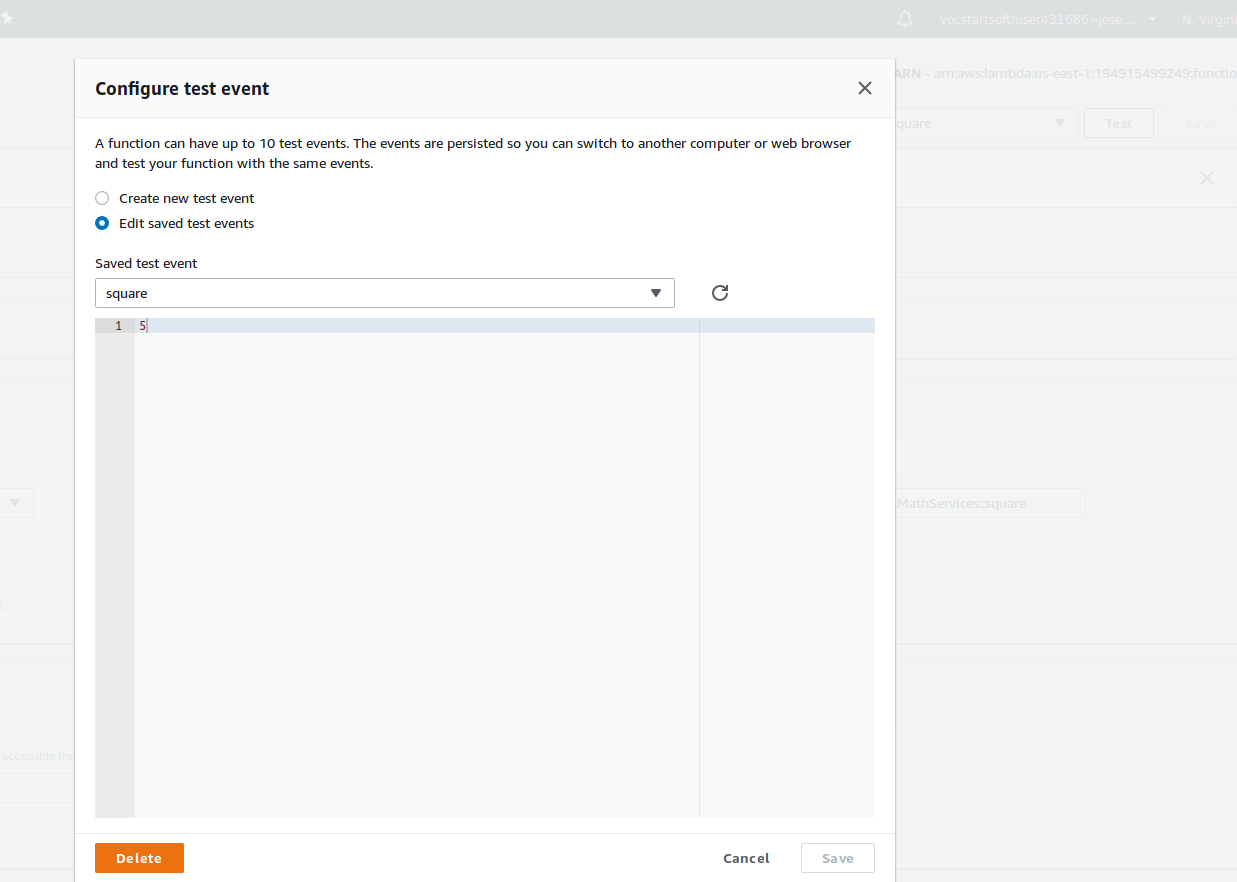 vocstartsoft/user431686=jose.... N. Virgin
ARN - arn:aws:lambda:us-east-1:194915499249:functio
Configure test event
quare Test Save
A function can have up to 10 test events. The events are persisted so you can switch to another computer or web browser
and test your function with the same events.
Create new test event
Edit saved test events
Saved test event
square
1 5
.MathServices::square
accessible fro
Delete Cancel Save